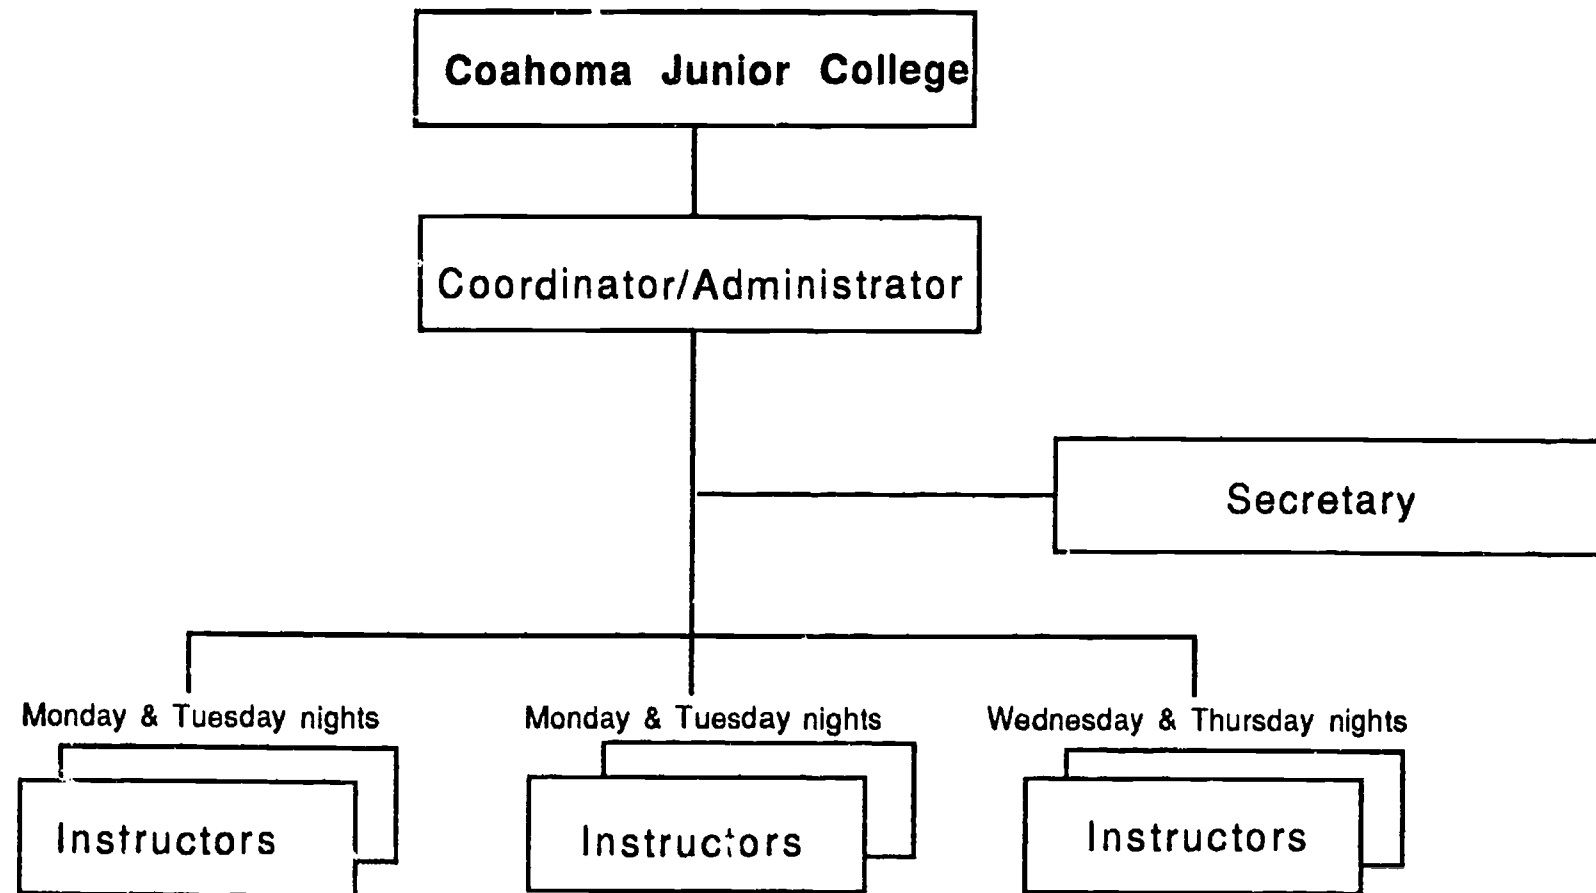 Coahoma Junior College
Coordinator/Administrator
Secretary
Monday & Tuesday nights
Monday & Tuesday nights
Wednesday & Thursday nights
Instructors
Instructors
Instructors